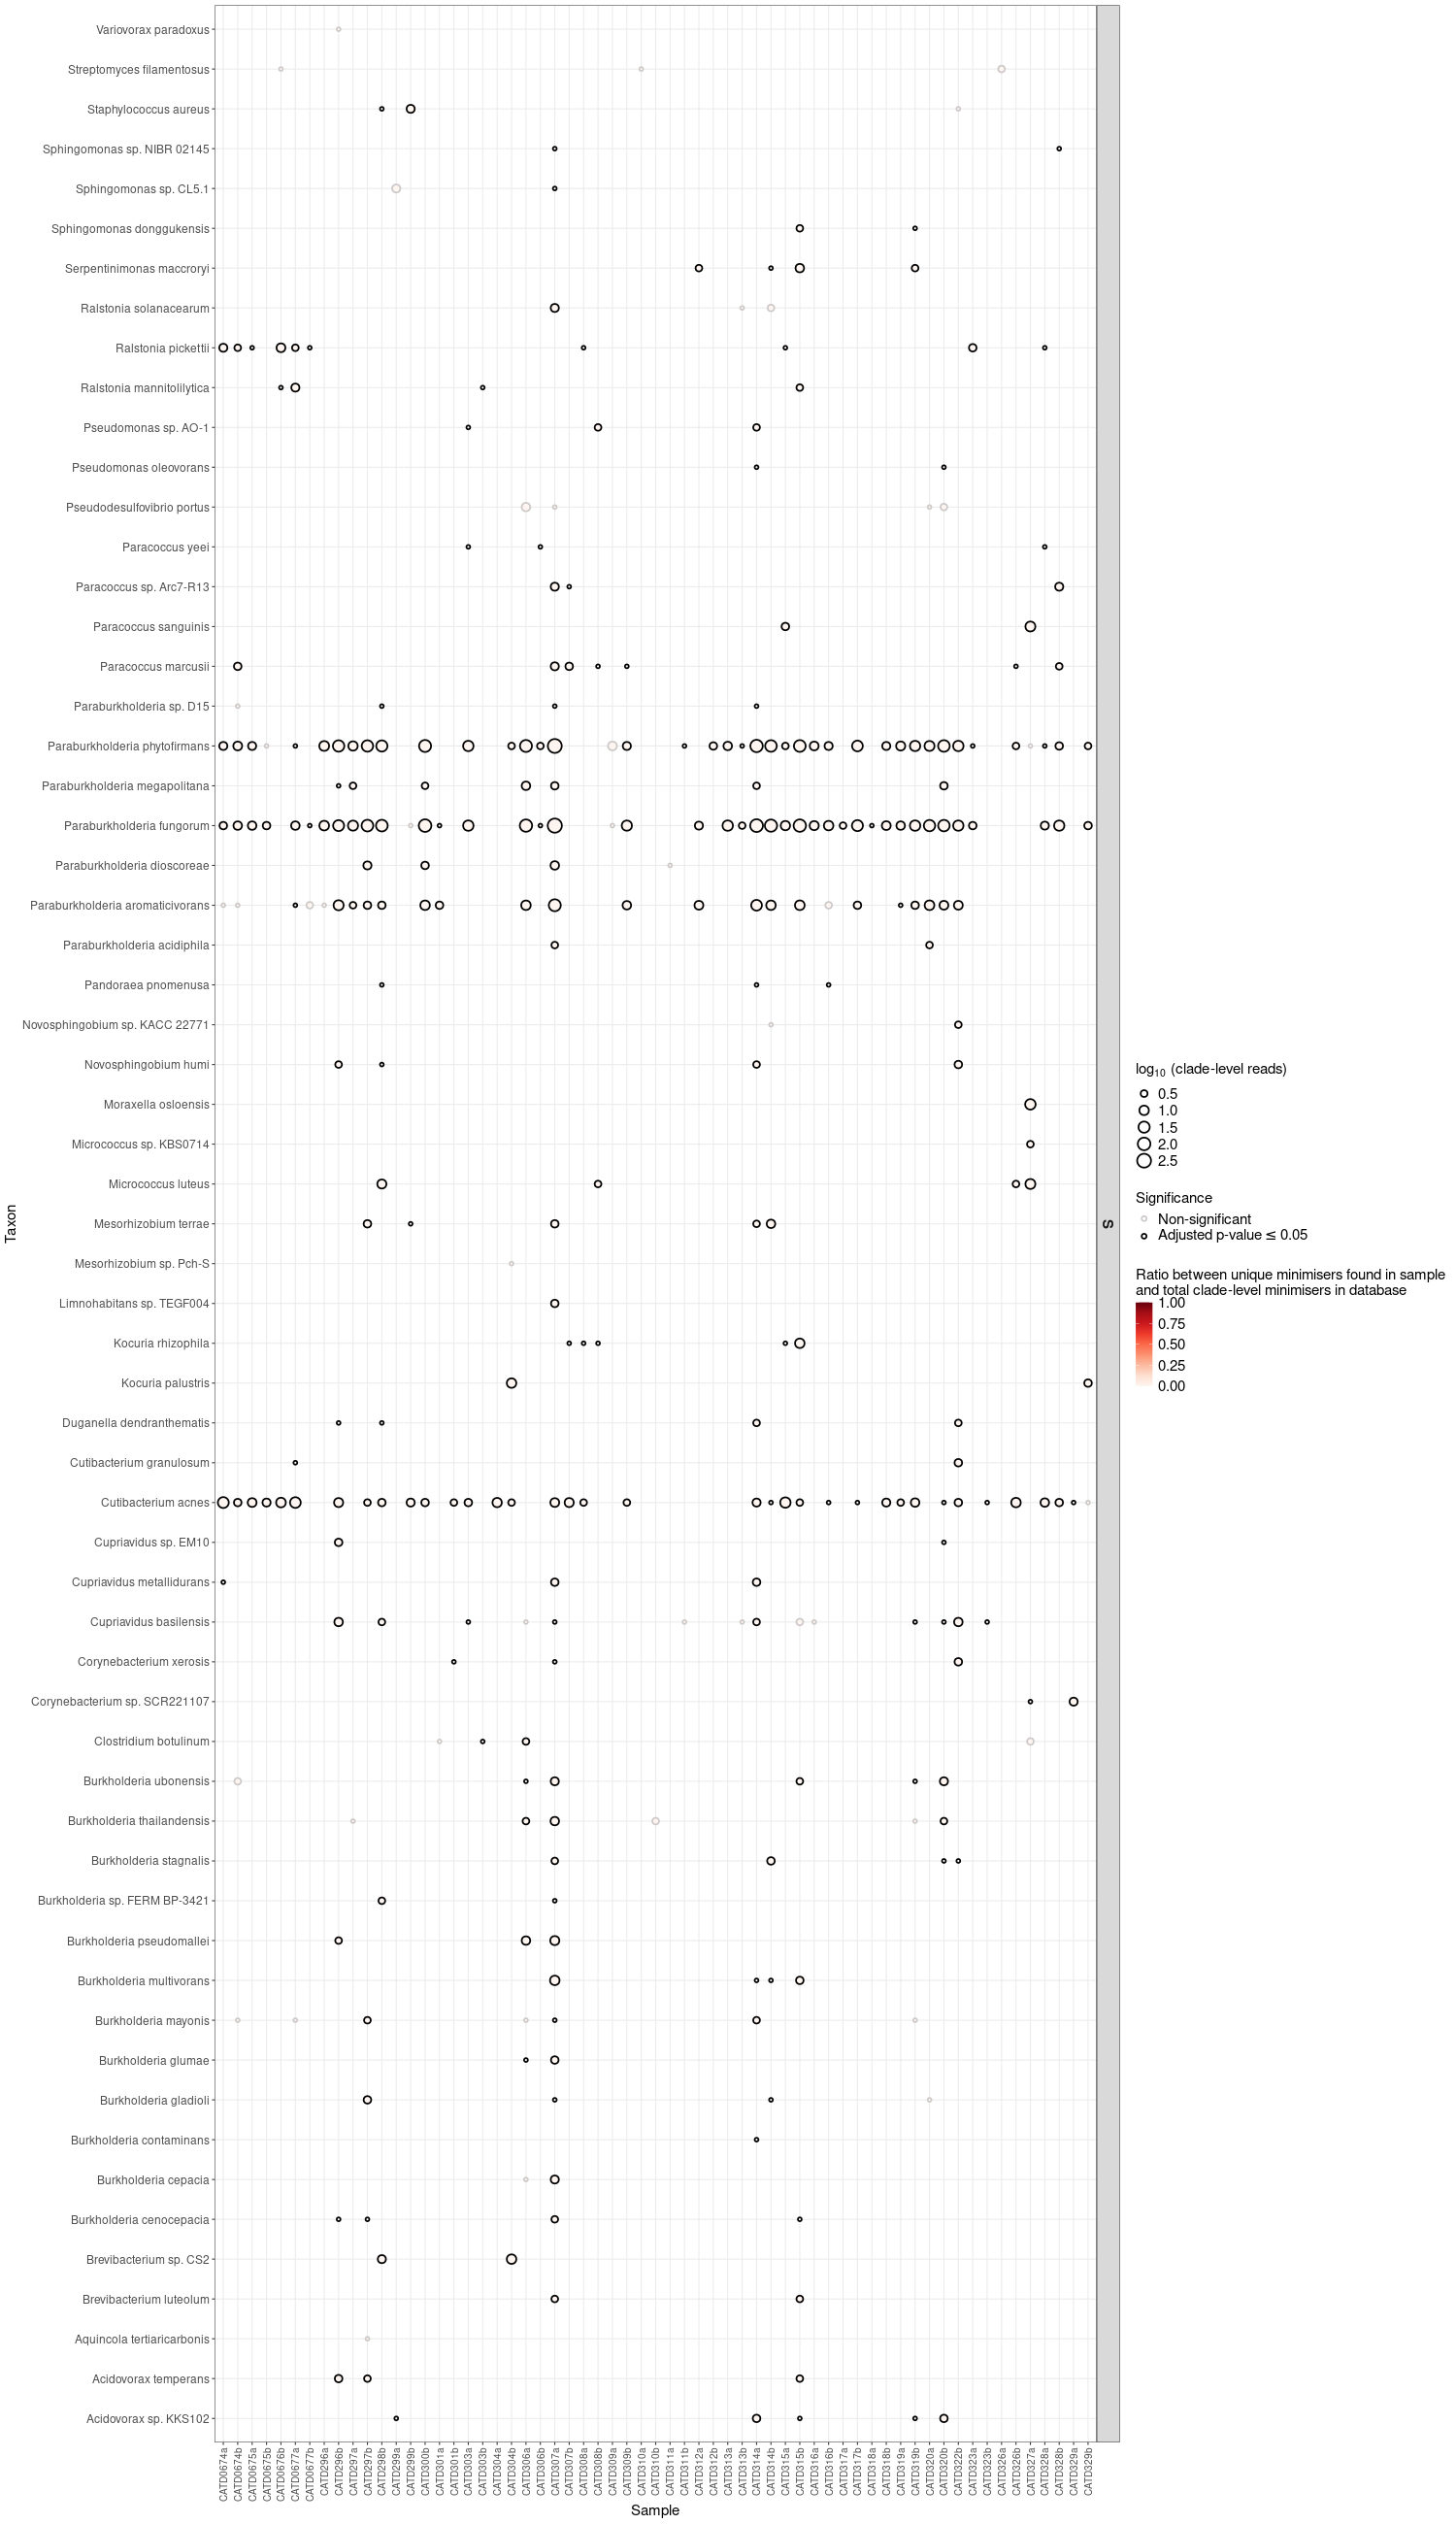 Variovorax paradoxus
Streptomyces filamentosus
Staphylococcus aureus
Sphingomonas sp. NIBR 02145
Sphingomonas sp. CL5.1
Sphingomonas donggukensis
Serpentinimonas maccroryi
Ralstonia solanacearum
Ralstonia pickettii
Ralstonia mannitolilytica
Pseudomonas sp. AO-1
Pseudomonas oleovorans
Pseudodesulfovibrio portus
Paracoccus yeei
Paracoccus sp. Arc7-R13
Paracoccus sanguinis
Paracoccus marcusii
Paraburkholderia sp. D15
Paraburkholderia phytofirmans
Paraburkholderia megapolitana
Paraburkholderia fungorum
Paraburkholderia dioscoreae
Paraburkholderia aromaticivorans
Paraburkholderia acidiphila
Pandoraea pnomenusa
Novosphingobium sp. KACC 22771
Novosphingobium humi
Moraxella osloensis
Micrococcus sp. KBS0714
Micrococcus luteus
Mesorhizobium terrae
Mesorhizobium sp. Pch-S
Limnohabitans sp. TEGF004
Kocuria rhizophila
Kocuria palustris
Duganella dendranthematis
Cutibacterium granulosum
Cutibacterium acnes
Cupriavidus sp. EM10
Cupriavidus metallidurans
Cupriavidus basilensis
Corynebacterium xerosis
Corynebacterium sp. SCR221107
Clostridium botulinum
Burkholderia ubonensis
Burkholderia thailandensis
Burkholderia stagnalis
Burkholderia sp. FERM BP-3421
Burkholderia pseudomallei
Burkholderia multivorans
Burkholderia mayonis
Burkholderia glumae
Burkholderia gladioli
Burkholderia contaminans
Burkholderia cepacia
Burkholderia cenocepacia
Brevibacterium sp. CS2
Brevibacterium luteolum
Aquincola tertiaricarbonis
Acidovorax temperans
Acidovorax sp. KKS102
Taxon
CATD0674a
CATD0674b
CATD0675a
CATD0675b
CATD0676b
CATD0677a
CATD0677b
CATD296a
CATD296b
CATD297a
CATD297b
CATD298b
CATD299a
CATD299b
CATD300b
CATD301a
CATD301b
CATD303a
CATD303b
CATD304a
CATD304b
CATD306a
CATD306b
CATD307a
CATD307b
CATD308a
CATD308b
CATD309a
CATD309b
CATD310a
CATD310b
CATD311a
CATD311b
CATD312a
CATD312b
CATD313a
CATD313b
CATD314a
CATD314b
CATD315a
CATD315b
CATD316a
CATD316b
CATD317a
CATD317b
CATD318a
CATD318b
CATD319a
CATD319b
CATD320a
CATD320b
CATD322b
CATD323a
CATD323b
CATD326a
CATD326b
CATD327a
CATD328a
CATD328b
CATD329a
CATD329b
Sample
S
log10 (clade-level reads)
0.5
1.0
1.5
2.0
2.5
Significance
Non-significant
Adjusted p-value ≤ 0.05
Ratio between unique minimisers found in sample
and total clade-level minimisers in database
1.00
0.75
0.50
0.25
0.00